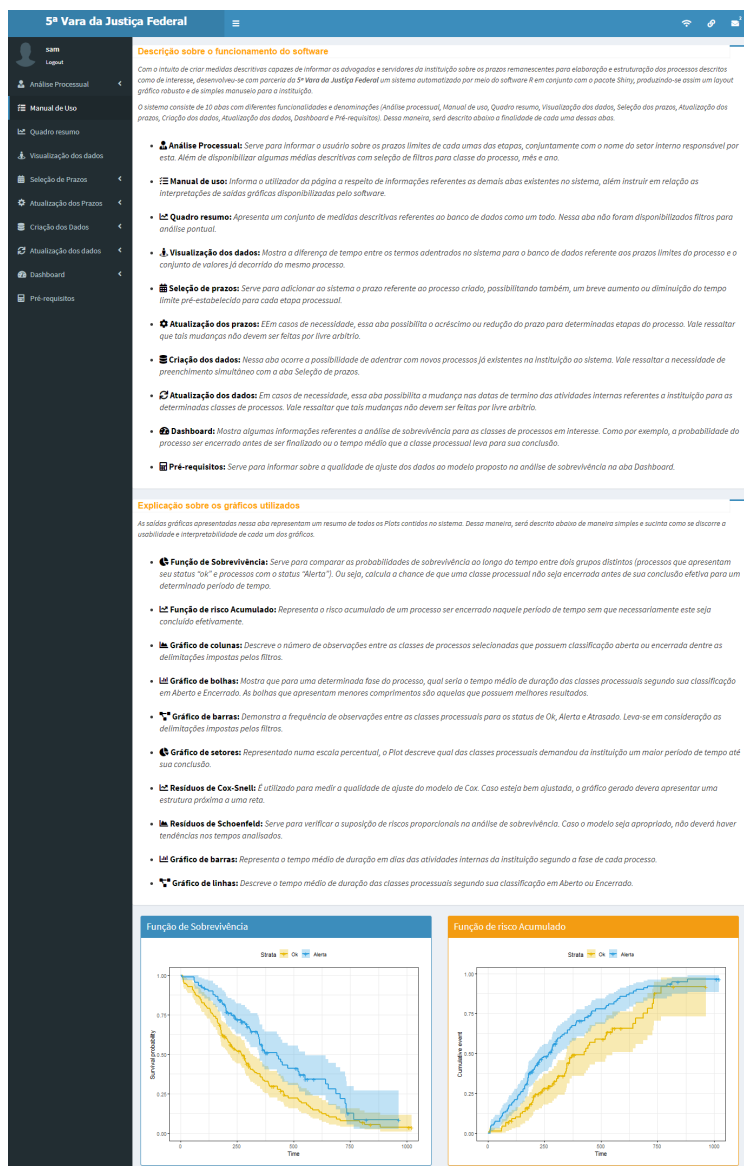 5ª Vara da Justiça Federal
sam
Logout
Análise Processual
Manual de Uso
Quadro resumo
Visualização dos dados
Seleção de Prazos
Atualização dos Prazos
Criação dos Dados
Atualização dos dados
Dashboard
Pré-requisitos
Descrição sobre o funcionamento do software
Com o intuito de criar medidas descritivas capazes de informar os advogados e servidores da instituição sobre os prazos remanescentes para elaboração e estruturação dos processos descritos
como de interesse, desenvolveu-se com parceria da 5ª Vara da Justiça Federal um sistema automatizado por meio do software R em conjunto com o pacote Shiny, produzindo-se assim um layout
gráfico robusto e de simples manuseio para a instituição.
O sistema consiste de 10 abas com diferentes funcionalidades e denominações (Análise processual, Manual de uso, Quadro resumo, Visualização dos dados, Seleção dos prazos, Atualização dos
prazos, Criação dos dados, Atualização dos dados, Dashboard e Pré-requisitos). Dessa maneira, será descrito abaixo a finalidade de cada uma dessas abas.
• Análise Processual: Serve para informar o usuário sobre os prazos limites de cada umas das etapas, conjuntamente com o nome do setor interno responsável por
esta. Além de disponibilizar algumas médias descritivas com seleção de filtros para classe do processo, mês e ano.
• Manual de uso: Informa o utilizador da página a respeito de informações referentes as demais abas existentes no sistema, além instruir em relação as
interpretações de saídas gráficas disponibilizadas pelo software.
• Quadro resumo: Apresenta um conjunto de medidas descritivas referentes ao banco de dados como um todo. Nessa aba não foram disponibilizados filtros para
análise pontual.
• Visualização dos dados: Mostra a diferença de tempo entre os termos adentrados no sistema para o banco de dados referente aos prazos limites do processo e o
conjunto de valores já decorrido do mesmo processo.
• Seleção de prazos: Serve para adicionar ao sistema o prazo referente ao processo criado, possibilitando também, um breve aumento ou diminuição do tempo
limite pré-estabelecido para cada etapa processual.
• Atualização dos prazos: EEm casos de necessidade, essa aba possibilita o acréscimo ou redução do prazo para determinadas etapas do processo. Vale ressaltar
que tais mudanças não devem ser feitas por livre arbítrio.
• Criação dos dados: Nessa aba ocorre a possibilidade de adentrar com novos processos já existentes na instituição ao sistema. Vale ressaltar a necessidade de
preenchimento simultâneo com a aba Seleção de prazos.
• Atualização dos dados: Em casos de necessidade, essa aba possibilita a mudança nas datas de termino das atividades internas referentes a instituição para as
determinadas classes de processos. Vale ressaltar que tais mudanças não devem ser feitas por livre arbítrio.
• Dashboard: Mostra algumas informações referentes a análise de sobrevivência para as classes de processos em interesse. Como por exemplo, a probabilidade do
processo ser encerrado antes de ser finalizado ou o tempo médio que a classe processual leva para sua conclusão.
• Pré-requisitos: Serve para informar sobre a qualidade de ajuste dos dados ao modelo proposto na análise de sobrevivência na aba Dashboard.
Explicação sobre os gráficos utilizados
As saídas gráficas apresentadas nessa aba representam um resumo de todos os Plots contidos no sistema. Dessa maneira, será descrito abaixo de maneira simples e sucinta como se discorre a
usabilidade e interpretabilidade de cada um dos gráficos.
• Função de Sobrevivência: Serve para comparar as probabilidades de sobrevivência ao longo do tempo entre dois grupos distintos (processos que apresentam
seu status "ok" e processos com o status "Alerta"). Ou seja, calcula a chance de que uma classe processual não seja encerrada antes de sua conclusão efetiva para um
determinado período de tempo.
• Função de risco Acumulado: Representa o risco acumulado de um processo ser encerrado naquele período de tempo sem que necessariamente este seja
concluído efetivamente.
• Gráfico de colunas: Descreve o número de observações entre as classes de processos selecionadas que possuem classificação aberta ou encerrada dentre as
delimitações impostas pelos filtros.
• Gráfico de bolhas: Mostra que para uma determinada fase do processo, qual seria o tempo médio de duração das classes processuais segundo sua classificação
em Aberto e Encerrado. As bolhas que apresentam menores comprimentos são aquelas que possuem melhores resultados.
• Gráfico de barras: Demonstra a frequência de observações entre as classes processuais para os status de Ok, Alerta e Atrasado. Leva-se em consideração as
delimitações impostas pelos filtros.
• Gráfico de setores: Representado numa escala percentual, o Plot descreve qual das classes processuais demandou da instituição um maior período de tempo até
sua conclusão.
• Resíduos de Cox-Snell: É utilizado para medir a qualidade de ajuste do modelo de Cox. Caso esteja bem ajustada, o gráfico gerado devera apresentar uma
estrutura próxima a uma reta.
• Resíduos de Schoenfeld: Serve para verificar a suposição de riscos proporcionais na análise de sobrevivência. Caso o modelo seja apropriado, não deverá haver
tendências nos tempos analisados.
• Gráfico de barras: Representa o tempo médio de duração em dias das atividades internas da instituição segundo a fase de cada processo.
• Gráfico de linhas: Descreve o tempo médio de duração das classes processuais segundo sua classificação em Aberto ou Encerrado.
Função de Sobrevivência
Strata Ok Alerta
Survival probability
1.00
0.75
0.50
0.25
0.00
0 250 500 750 1000
Time
Função de risco Acumulado
Strata Ok Alerta
Cumulative event
1.00
0.75
0.50
0.25
0.00
0 250 500 750 1000
Time